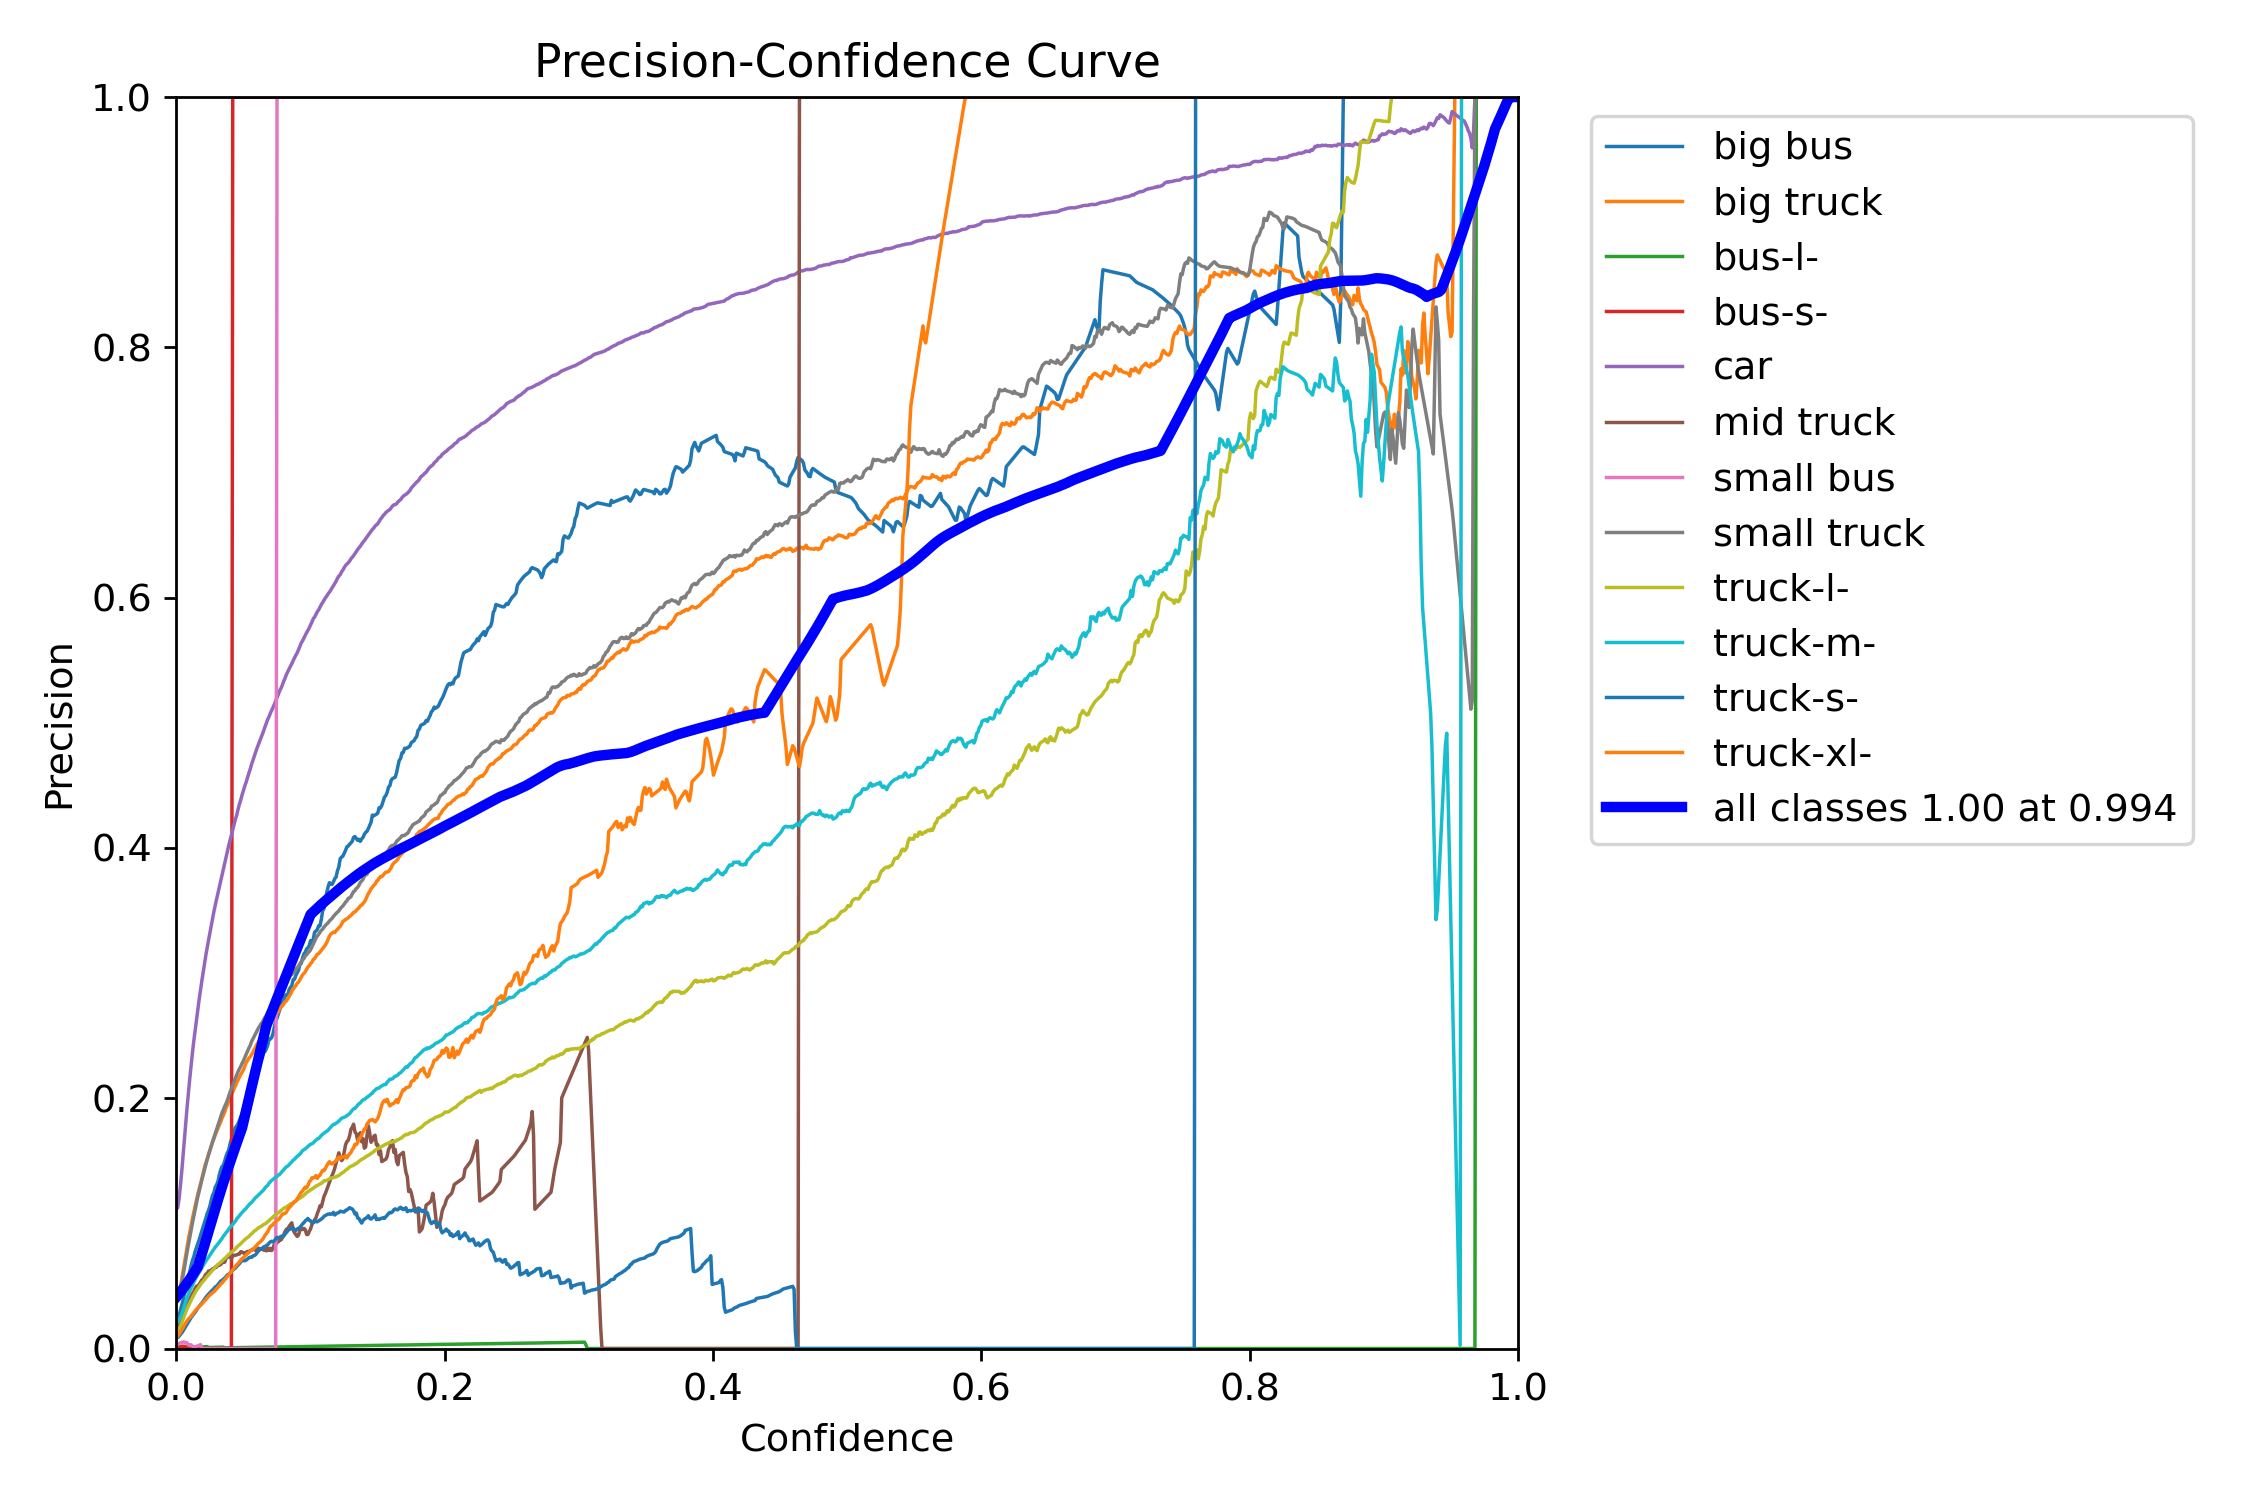 Precision-Confidence Curve
1.0
0.8
0.6
0.4
0.2
0.0
Precision
0.0 0.2 0.4 0.6 0.8 1.0
Confidence
big bus
big truck
bus-l-
bus-s-
car
mid truck
small bus
small truck
truck-l-
truck-m-
truck-s-
truck-xl-
all classes 1.00 at 0.994